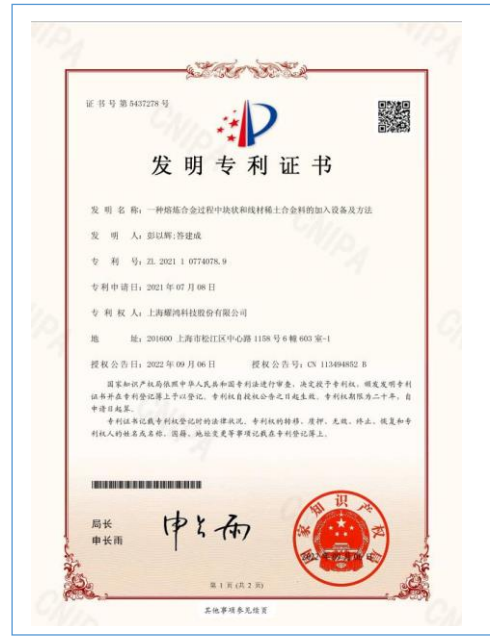 证书号第5437278号
发明专利证书
发 明 名 称：一种熔炼合金过程中块状和线材稀土合金料的加入设备及方法
发 明 人：彭以辉;答建成
专 利 号：ZL 2021 1 0774078.9
专利申请日：2021年07月08日
专 利 权 人：上海耀鸿科技股份有限公司
地 址：201600 上海市松江区中心路1158号6幢603室-1
授权公告日：2022年09月06日 授权公告号：CN 113494852 B
国家知识产权局依照中华人民共和国专利法进行审查，决定授予专利权，颁发发明专利
证书并在专利登记簿上予以登记。专利权自授权公告之日起生效。专利权期限为二十年，自
申请日起算。
专利证书记载专利权登记时的法律状况。专利权的转移、质押、无效、终止、恢复和专
利权人的姓名或名称、国籍、地址变更等事项记载在专利登记簿上。
局长
申长雨
申长雨
国家知识产权局
第 1 页 (共 2 页)
其他事项参见续页
CNIPA